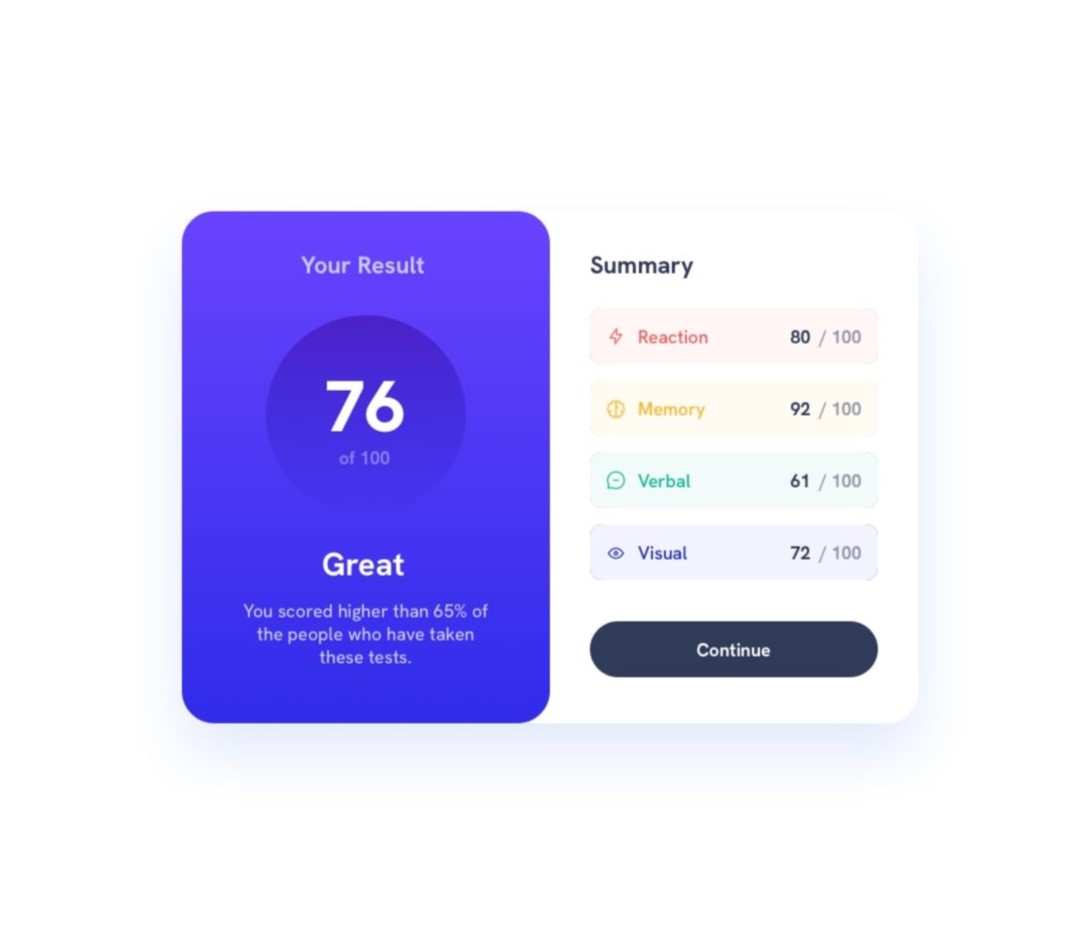 Your Result
76
of 100
Great
You scored higher than 65% of
the people who have taken
these tests.
Summary
Reaction 80 / 100
Memory 92 / 100
Verbal 61 / 100
Visual 72 / 100
Continue